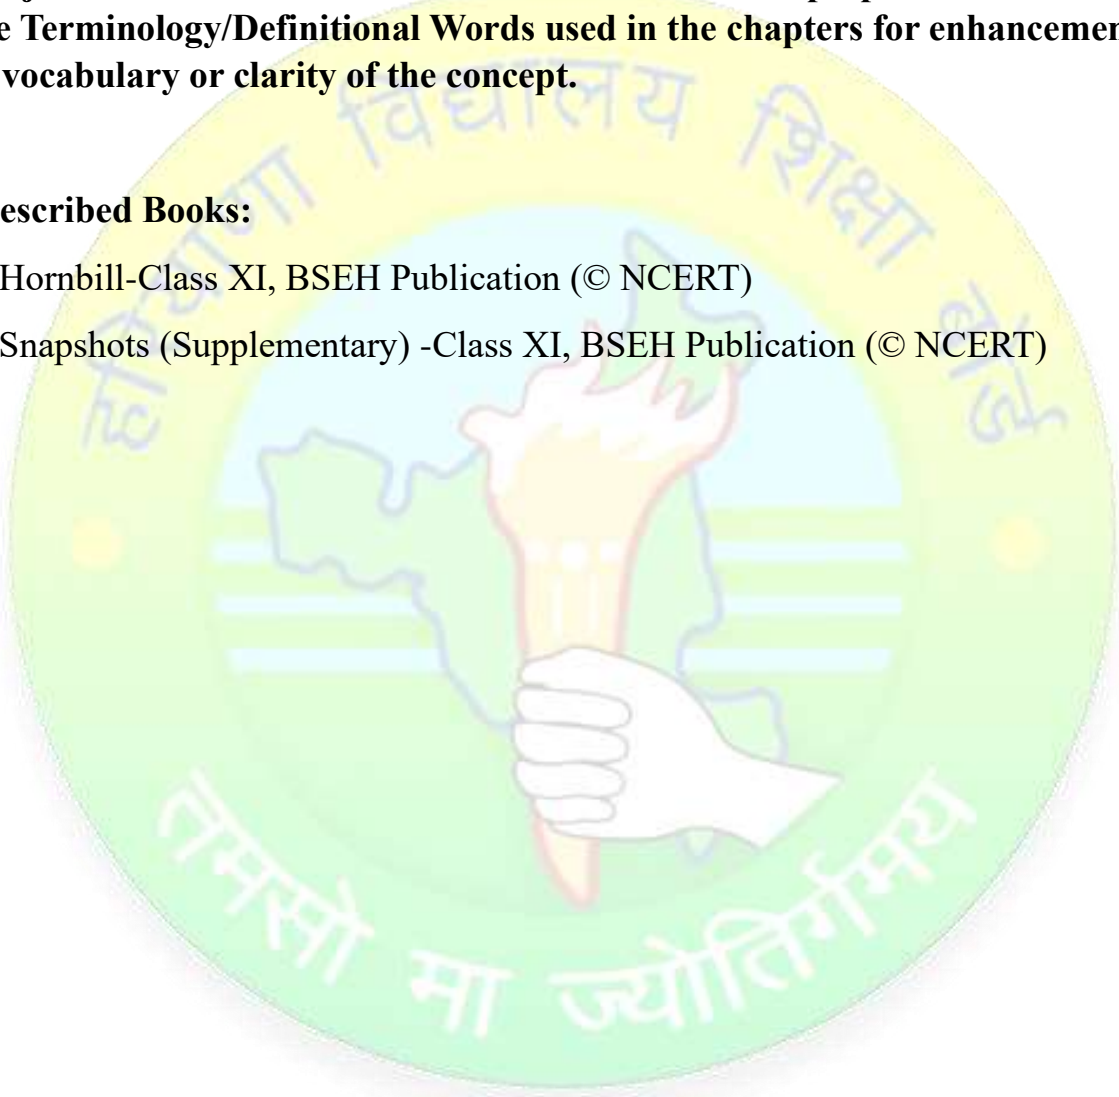 e Terminology/Definitional Words used in the chapters for enhancemen
vocabulary or clarity of the concept.
escribed Books:
Hornbill-Class XI, BSEH Publication (© NCERT)
Snapshots (Supplementary) -Class XI, BSEH Publication (© NCERT)
हरियाणा विद्यालय शिक्षा बोर्ड
तमसो मा ज्योतिर्गमय